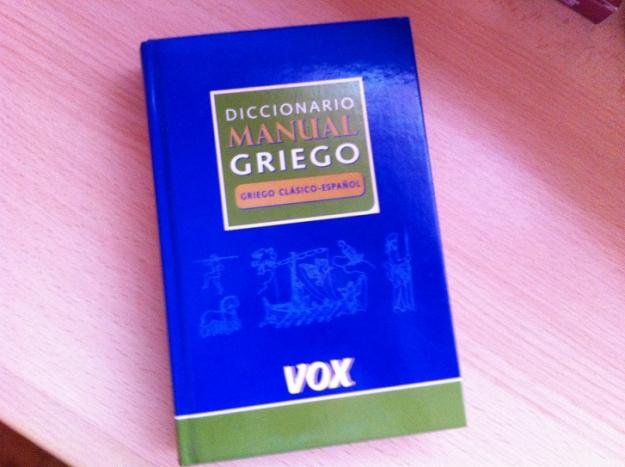 DICCIONARIO
MANUAL
GRIEGO
GRIEGO CLÁSICO-ESPAÑOL
VOX